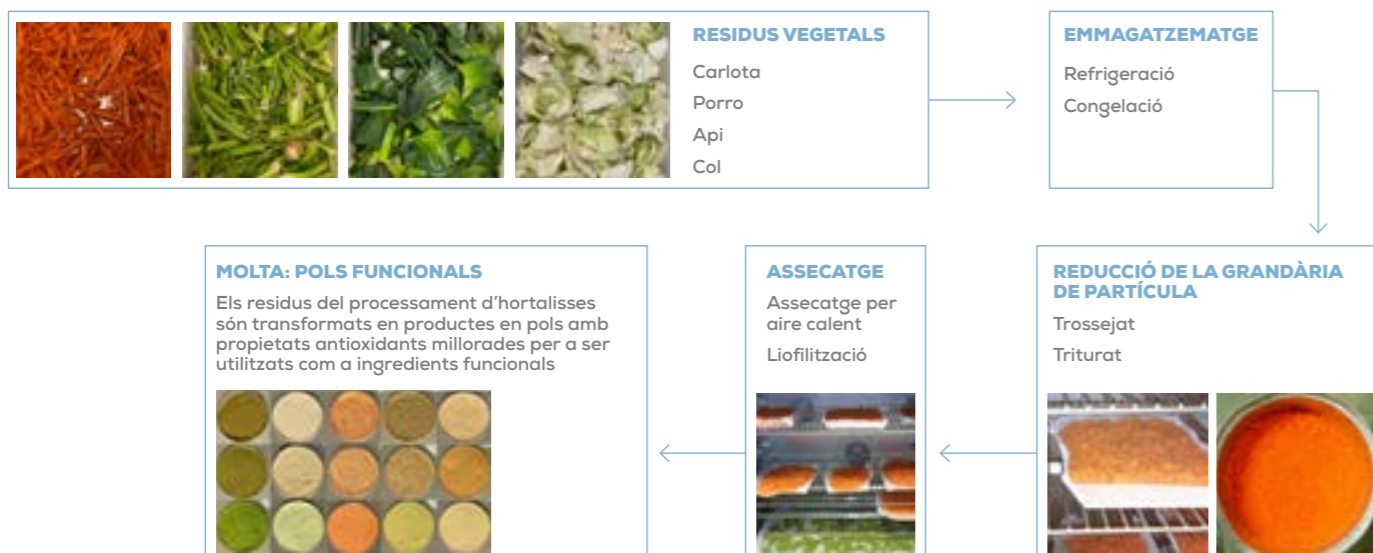 RESIDUS VEGETALS
Carlota
Porro
Api
Col
EMMAGATZEMATGE
Refrigeració
Congelació
REDUCCIÓ DE LA GRANDÀRIA
DE PARTÍCULA
Trossejat
Triturat
ASSECATGE
Assecatge per
aire calent
Liofilització
MOLTA: POLS FUNCIONALS
Els residus del processament d’hortalisses
són transformats en productes en pols amb
propietats antioxidants millorades per a ser
utilitzats com a ingredients funcionals